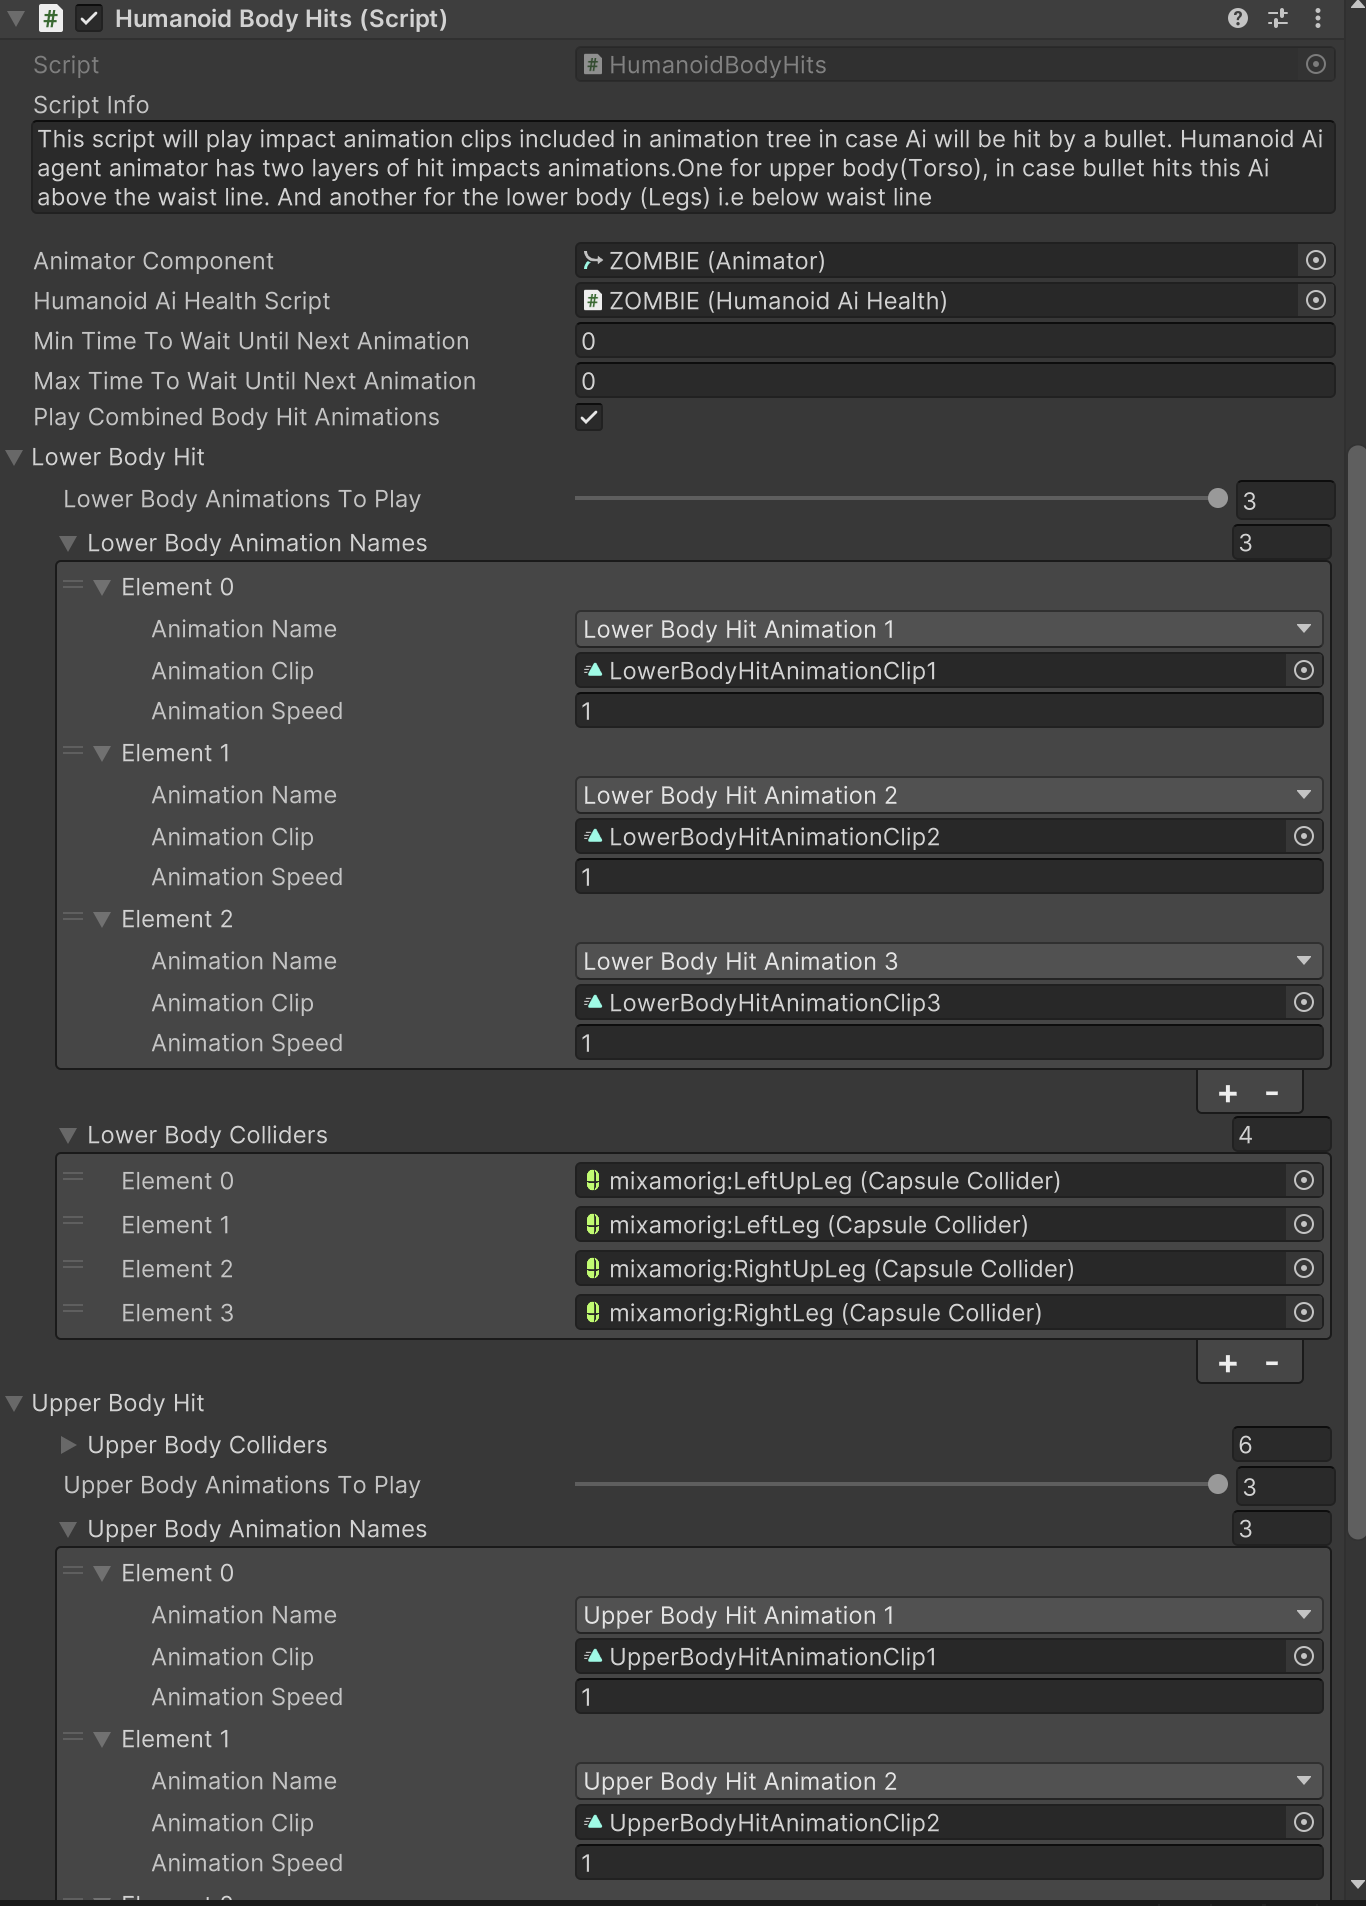 Humanoid Body Hits (Script)
Script HumanoidBodyHits
Script Info
This script will play impact animation clips included in animation tree in case Ai will be hit by a bullet. Humanoid Ai
agent animator has two layers of hit impacts animations.One for upper body(Torso), in case bullet hits this Ai
above the waist line. And another for the lower body (Legs) i.e below waist line
Animator Component ZOMBIE (Animator)
Humanoid Ai Health Script ZOMBIE (Humanoid Ai Health)
Min Time To Wait Until Next Animation 0
Max Time To Wait Until Next Animation 0
Play Combined Body Hit Animations
Lower Body Hit
Lower Body Animations To Play 3
Lower Body Animation Names 3
Element 0
Animation Name Lower Body Hit Animation 1
Animation Clip LowerBodyHitAnimationClip1
Animation Speed 1
Element 1
Animation Name Lower Body Hit Animation 2
Animation Clip LowerBodyHitAnimationClip2
Animation Speed 1
Element 2
Animation Name Lower Body Hit Animation 3
Animation Clip LowerBodyHitAnimationClip3
Animation Speed 1
+ -
Lower Body Colliders 4
Element 0 mixamorig:LeftUpLeg (Capsule Collider)
Element 1 mixamorig:LeftLeg (Capsule Collider)
Element 2 mixamorig:RightUpLeg (Capsule Collider)
Element 3 mixamorig:RightLeg (Capsule Collider)
+ -
Upper Body Hit
Upper Body Colliders 6
Upper Body Animations To Play 3
Upper Body Animation Names 3
Element 0
Animation Name Upper Body Hit Animation 1
Animation Clip UpperBodyHitAnimationClip1
Animation Speed 1
Element 1
Animation Name Upper Body Hit Animation 2
Animation Clip UpperBodyHitAnimationClip2
Animation Speed 1